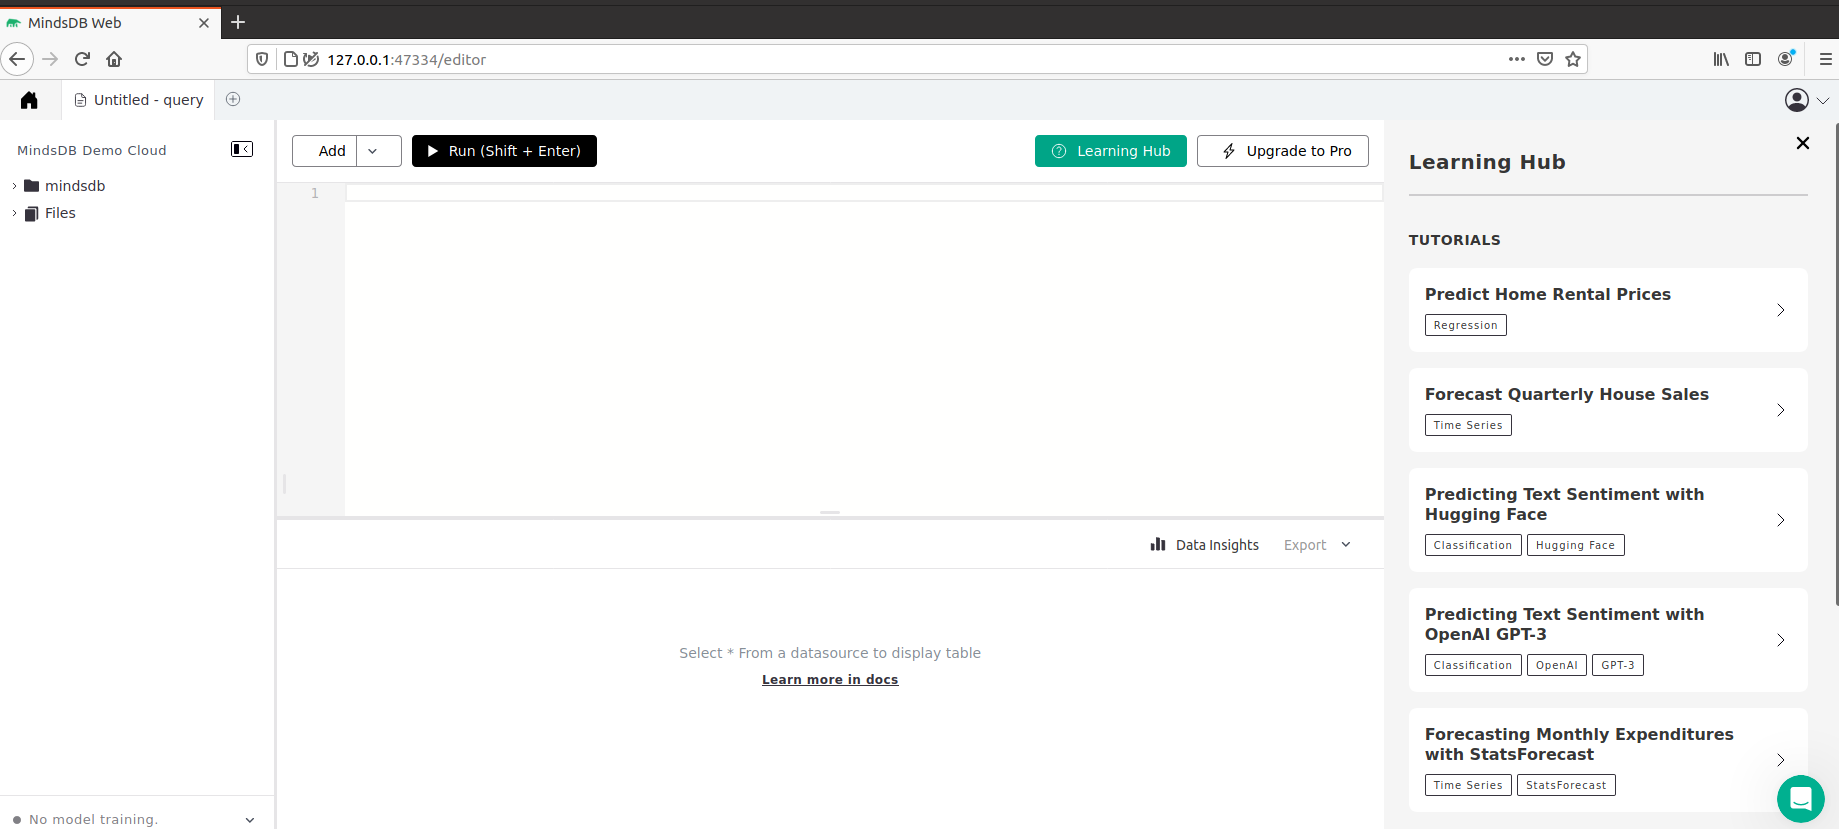 MindsDB Web
127.0.0.1:47334/editor
Untitled - query
MindsDB Demo Cloud
mindsdb
Files
No model training.
Add
Run (Shift + Enter)
Learning Hub
Upgrade to Pro
1
Data Insights
Export
Select * From a datasource to display table
Learn more in docs
Learning Hub
TUTORIALS
Predict Home Rental Prices
Regression
Forecast Quarterly House Sales
Time Series
Predicting Text Sentiment with
Hugging Face
Classification Hugging Face
Predicting Text Sentiment with
OpenAI GPT-3
Classification OpenAI GPT-3
Forecasting Monthly Expenditures
with StatsForecast
Time Series StatsForecast